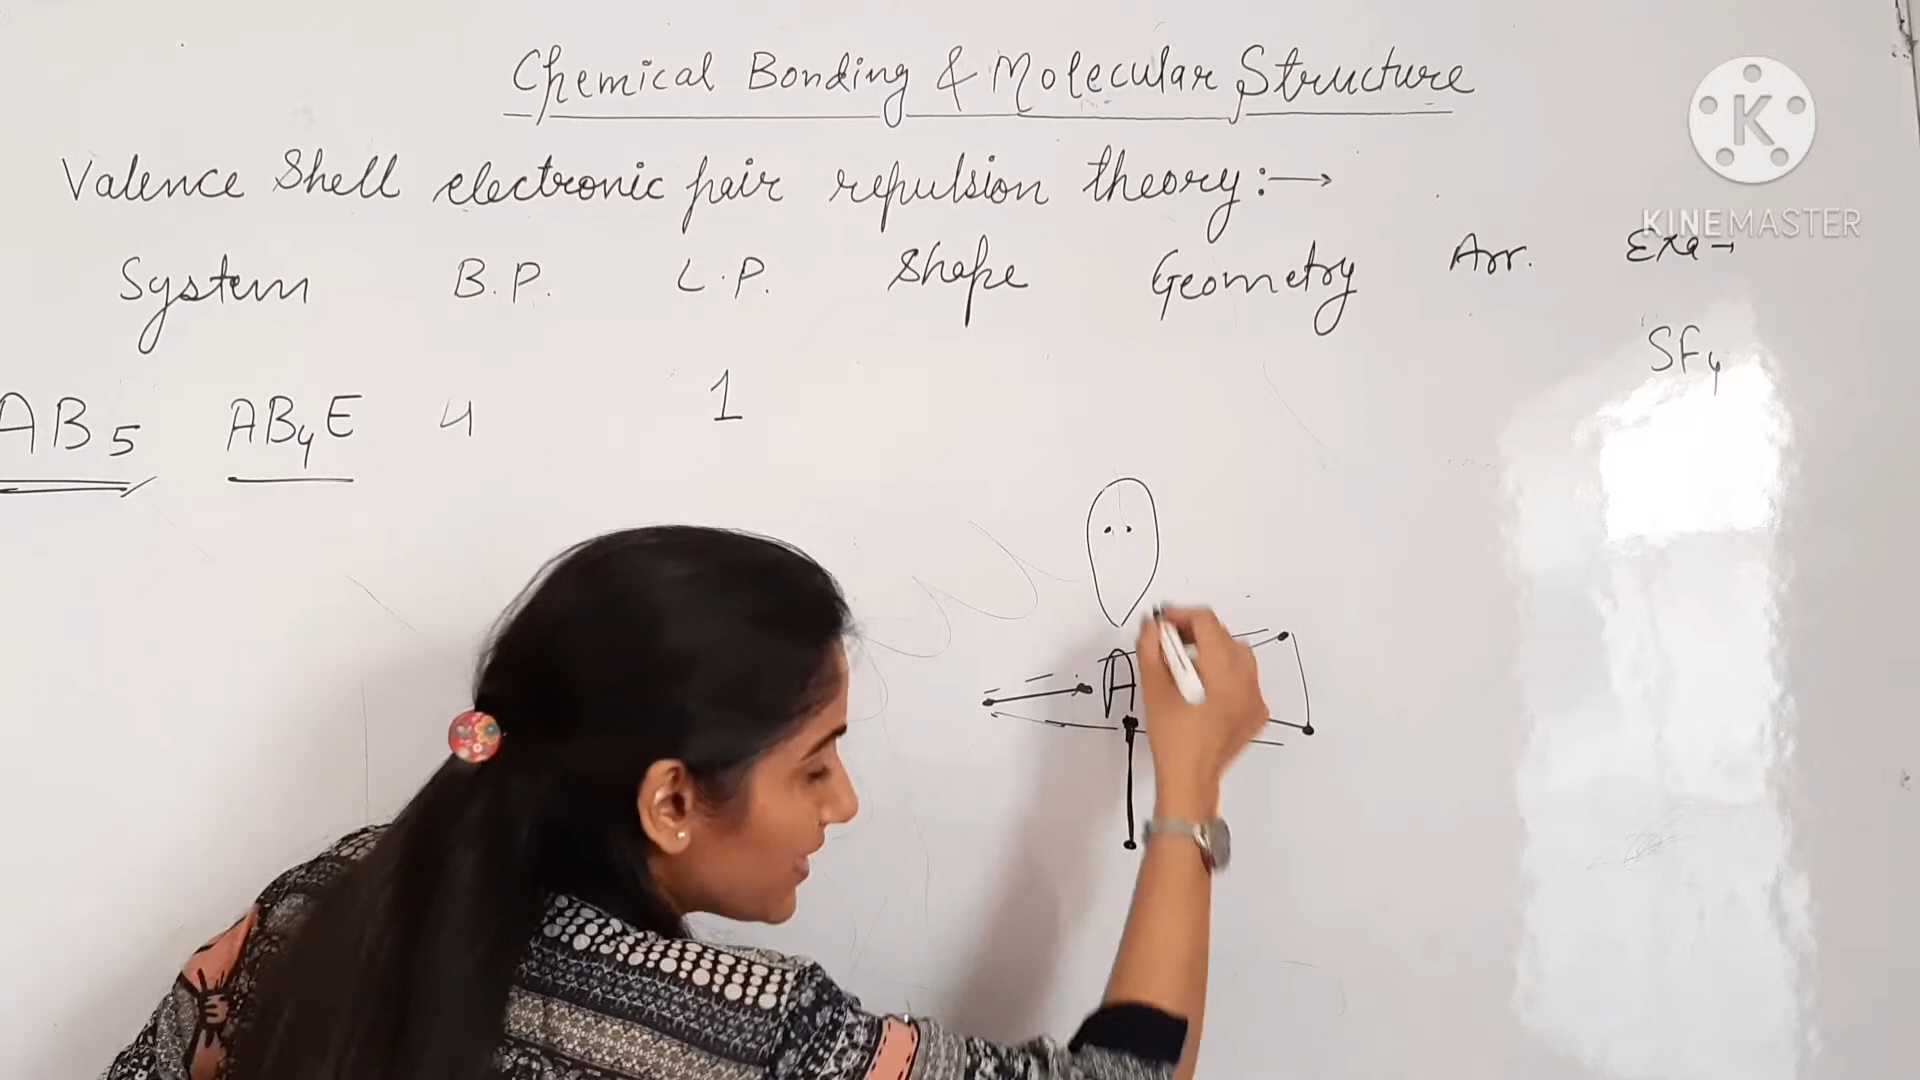 Chemical Bonding & Molecular Structure
Valence Shell electronic pair repulsion theory:→
System B.P. L.P. Shape Geometry Arr. Exa→
SF4
AB5 AB4E 4 1
A
K
KINEMASTER